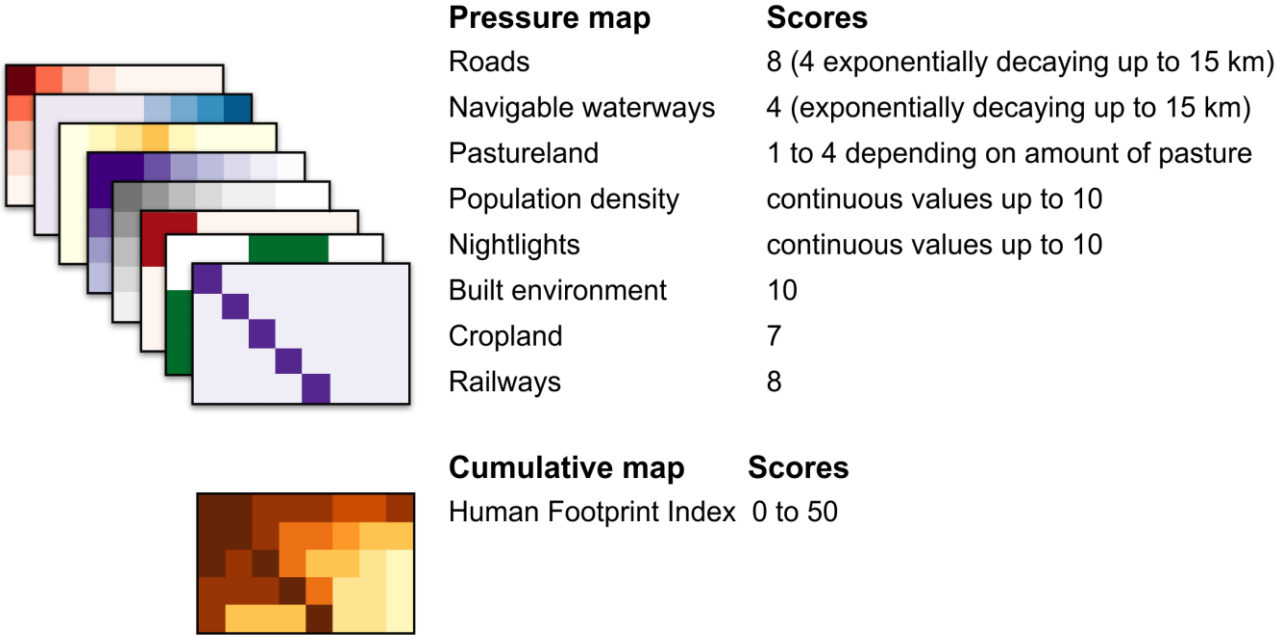 Pressure map Scores
Roads 8 (4 exponentially decaying up to 15 km)
Navigable waterways 4 (exponentially decaying up to 15 km)
Pastureland 1 to 4 depending on amount of pasture
Population density continuous values up to 10
Nightlights continuous values up to 10
Built environment 10
Cropland 7
Railways 8
Cumulative map Scores
Human Footprint Index 0 to 50